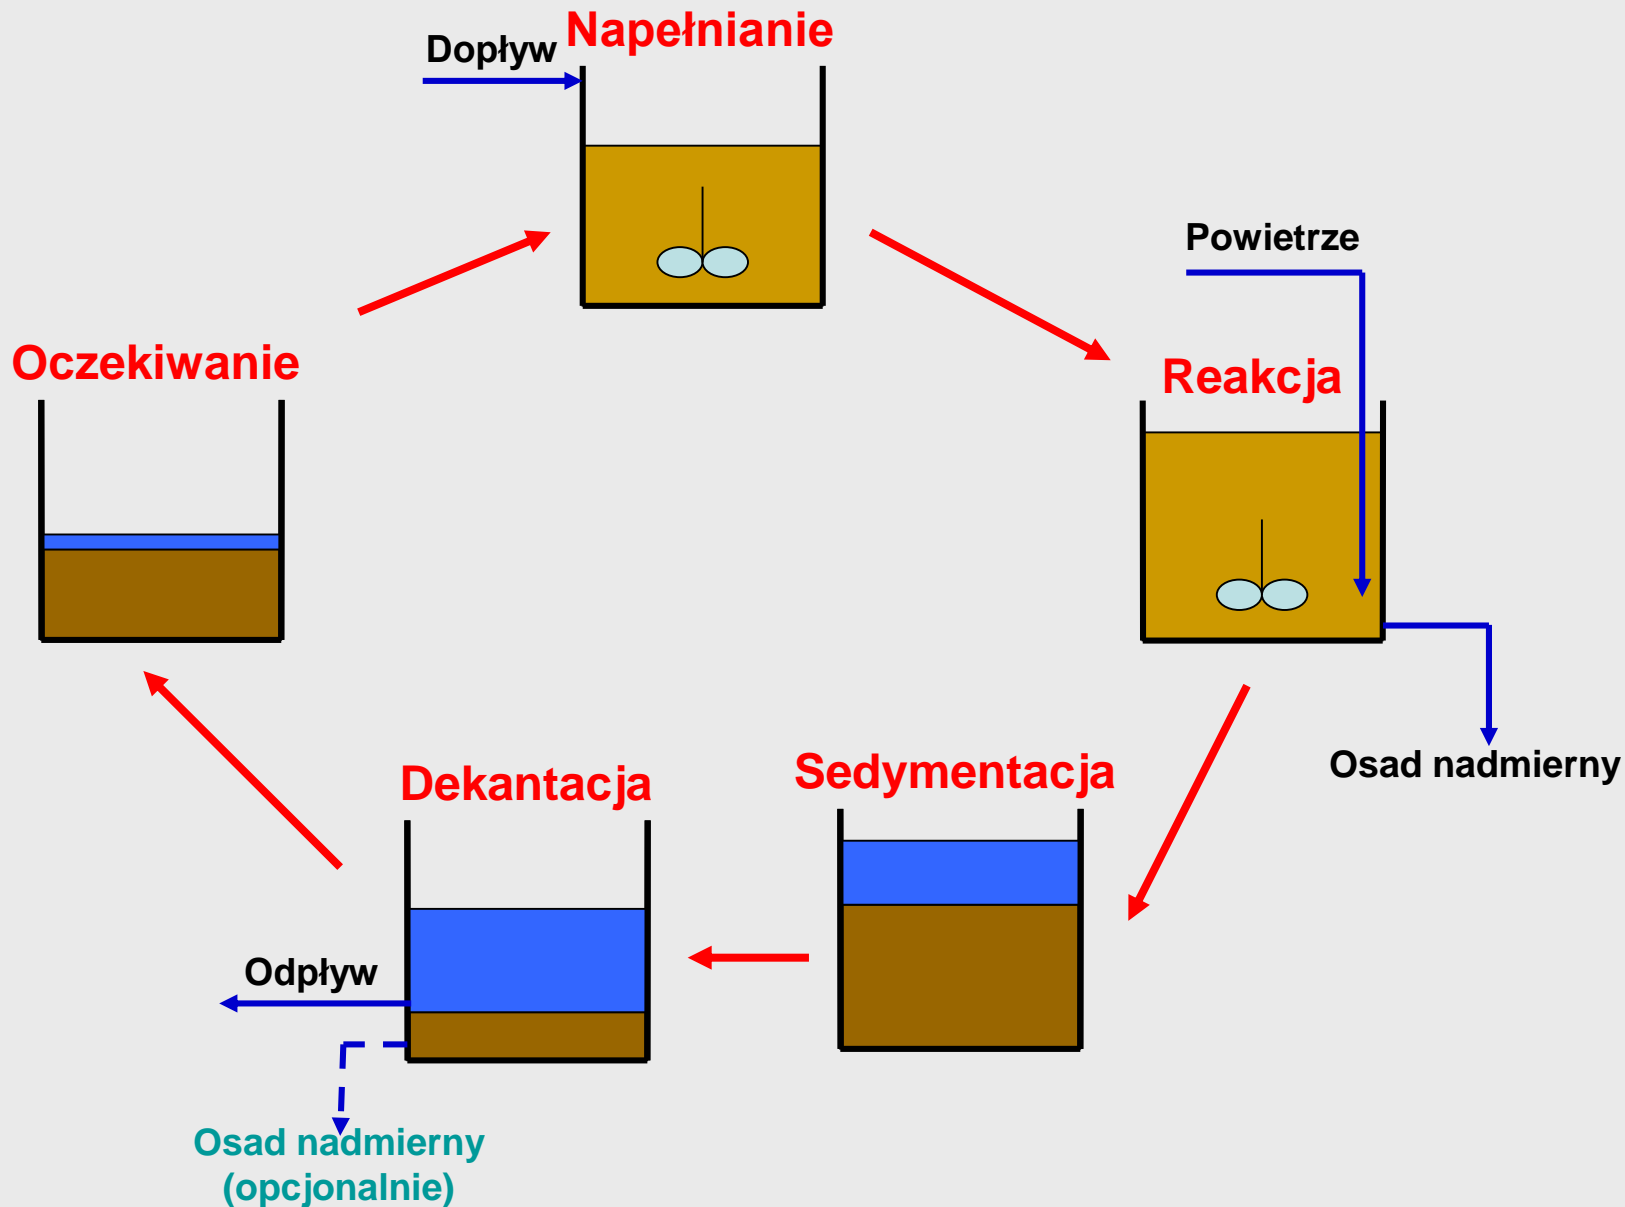 Napełnianie
Dopływ
Powietrze
Oczekiwanie
Reakcja
Osad nadmierny
Sedymentacja
Dekantacja
Odpływ
Osad nadmierny
(opcjonalnie)